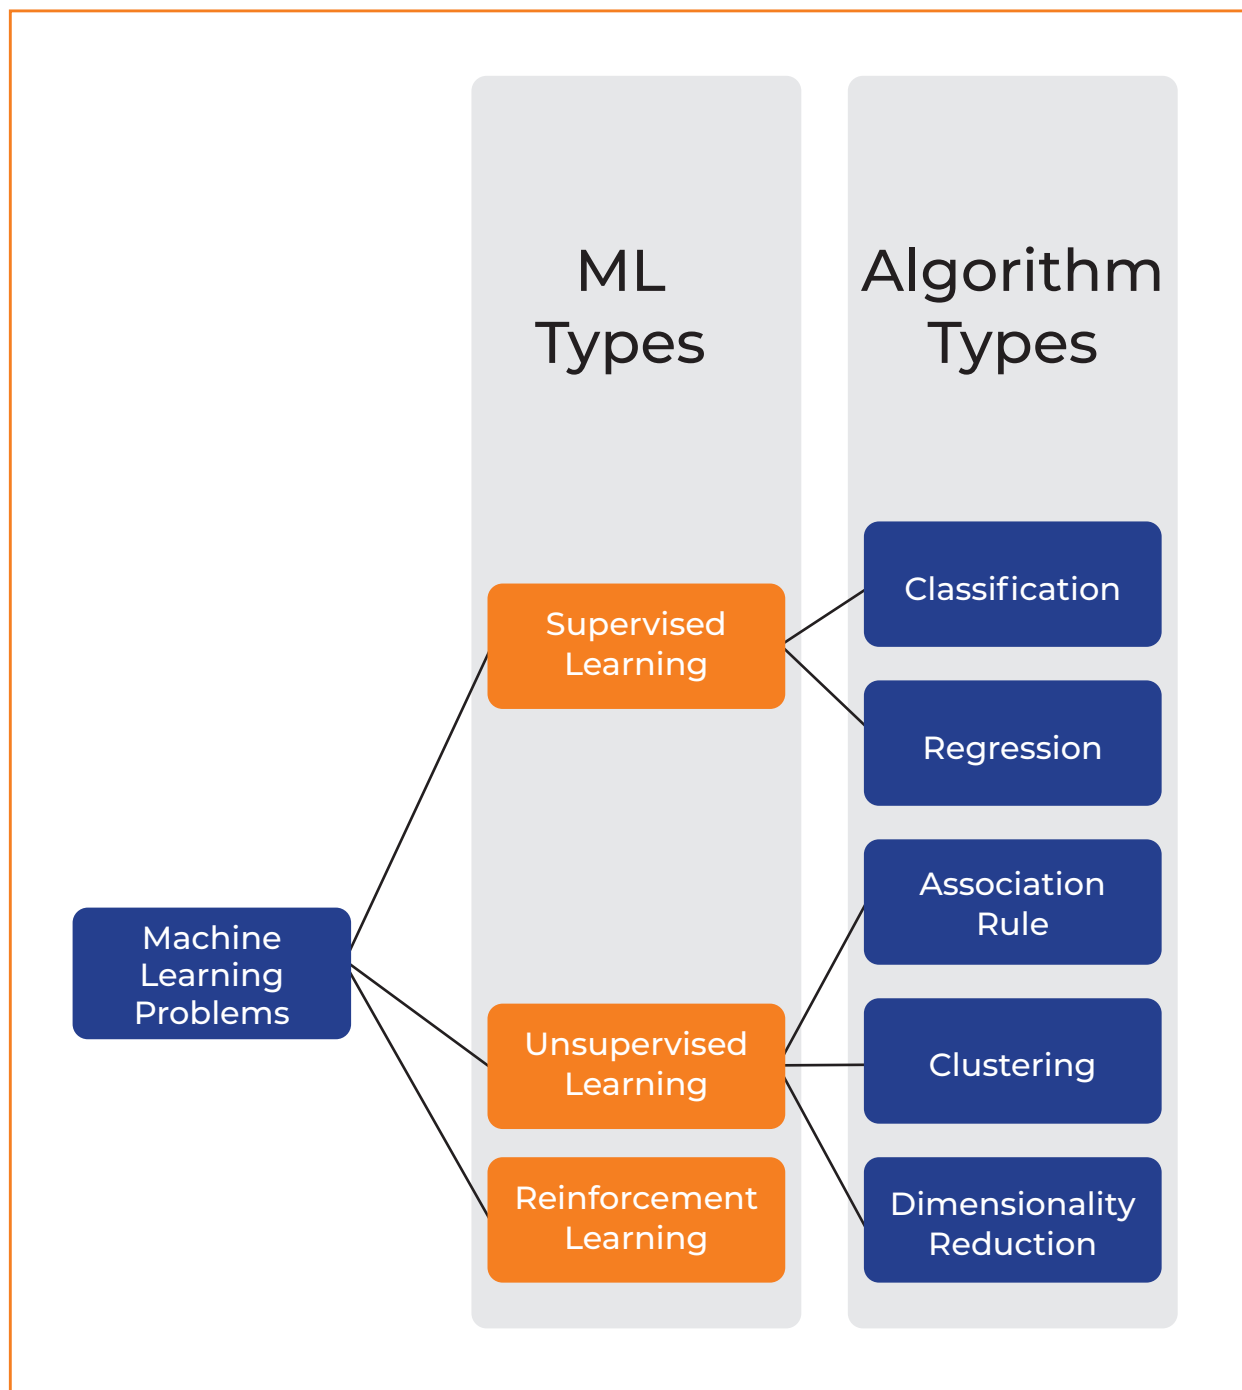 ML
Types
Algorithm
Types
Classification
Supervised
Learning
Regression
Association
Rule
Machine
Learning
Problems
Unsupervised
Learning
Clustering
Reinforcement
Learning
Dimensionality
Reduction